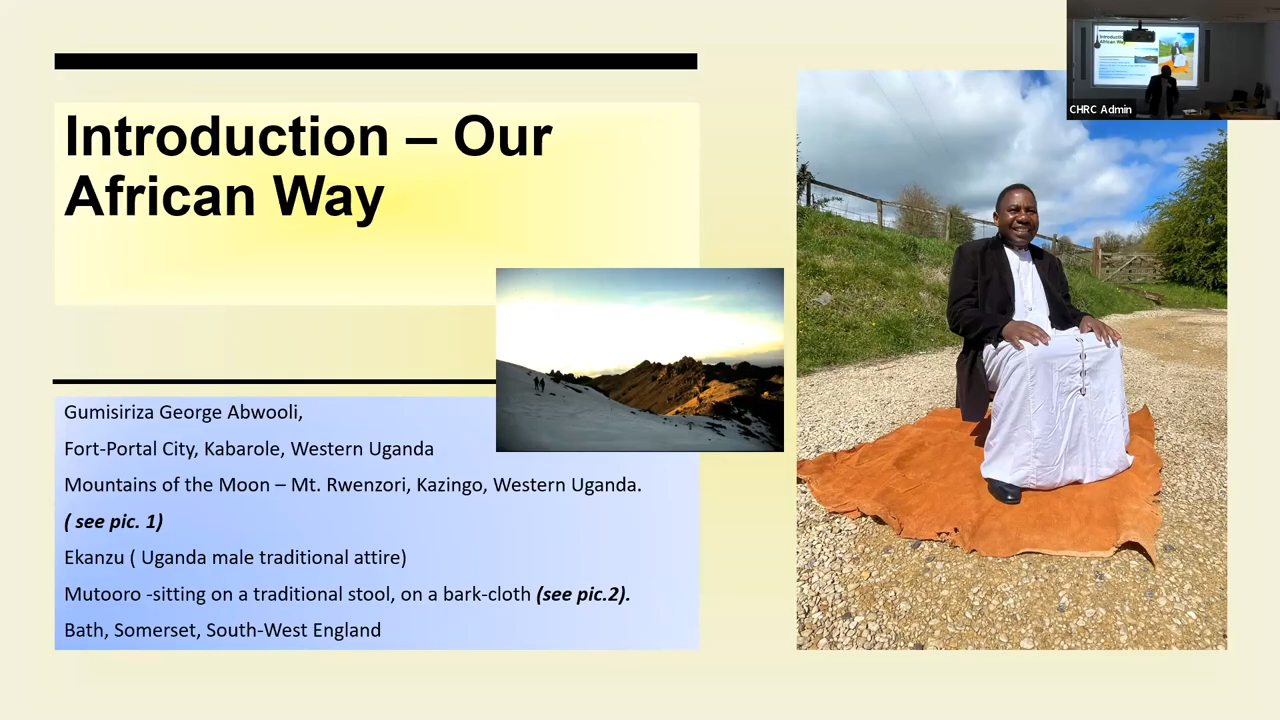 Introduction – Our
African Way
Gumisiriza George Abwooli,
Fort-Portal City, Kabarole, Western Uganda
Mountains of the Moon – Mt. Rwenzori, Kazingo, Western Uganda.
( see pic. 1)
Ekanzu ( Uganda male traditional attire)
Mutooro -sitting on a traditional stool, on a bark-cloth (see pic.2).
Bath, Somerset, South-West England
CHRC Admin